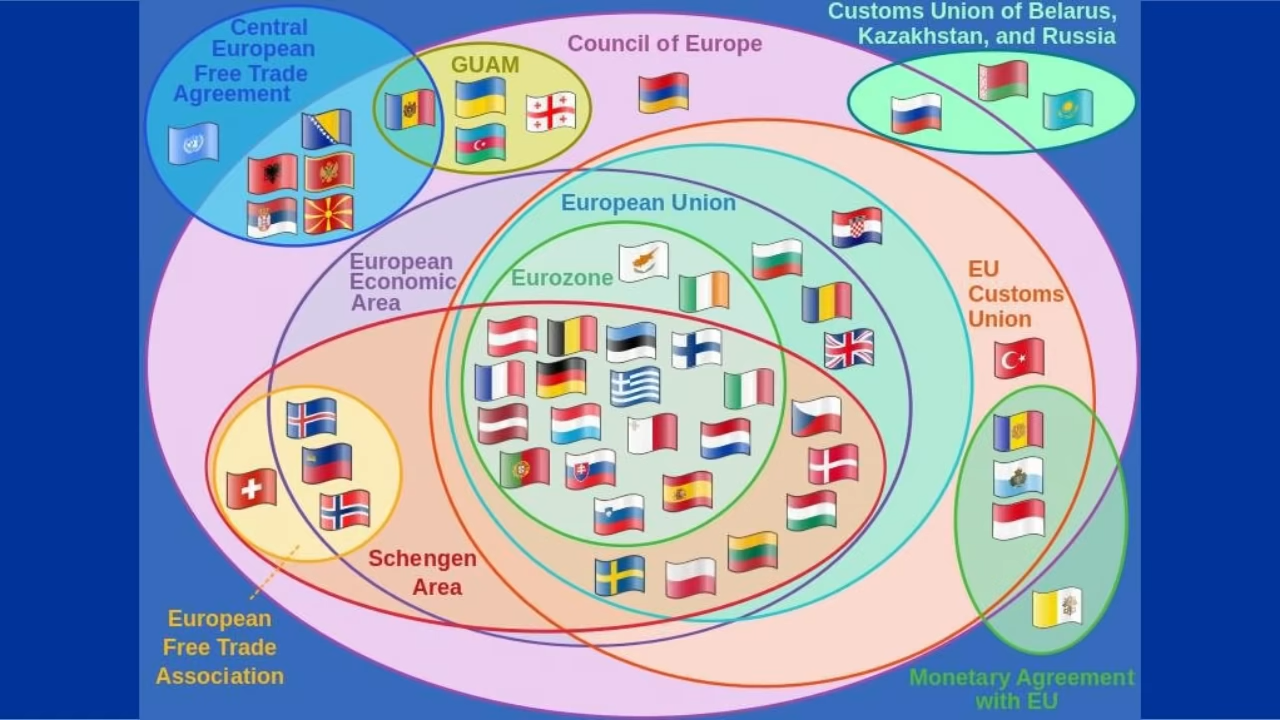 Central
European
Free Trade
Agreement
GUAM
Council of Europe
Customs Union of Belarus,
Kazakhstan, and Russia
European Union
European
Economic
Area
Eurozone
EU
Customs
Union
Schengen
Area
European
Free Trade
Association
Monetary Agreement
with EU